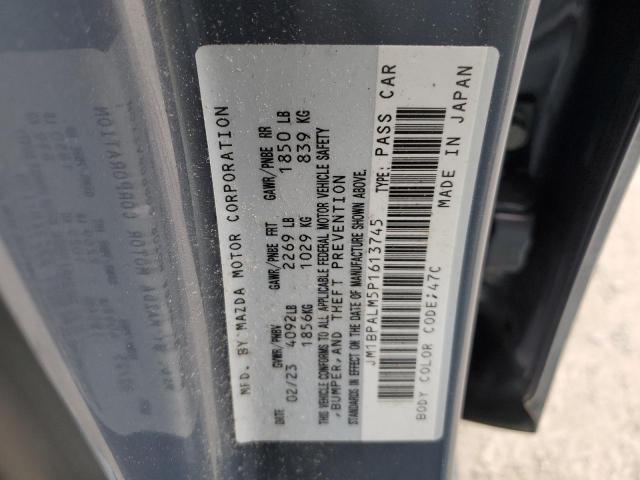 MFD. BY MAZDA MOTOR CORPORATION
DATE GVWR/PNBV GAWR/PNBE FRT GAWR/PNBE RR
02/23 4092LB 2269 LB 1850 LB
1856KG 1029 KG 839 KG
THIS VEHICLE CONFORMS TO ALL APPLICABLE FEDERAL MOTOR VEHICLE SAFETY
,BUMPER,AND THEFT PREVENTION
STANDARDS IN EFFECT ON THE DATE OF MANUFACTURE SHOWN ABOVE.
JM1BPALM5P1613745 TYPE: PASS CAR
BODY COLOR CODE;47C MADE IN JAPAN